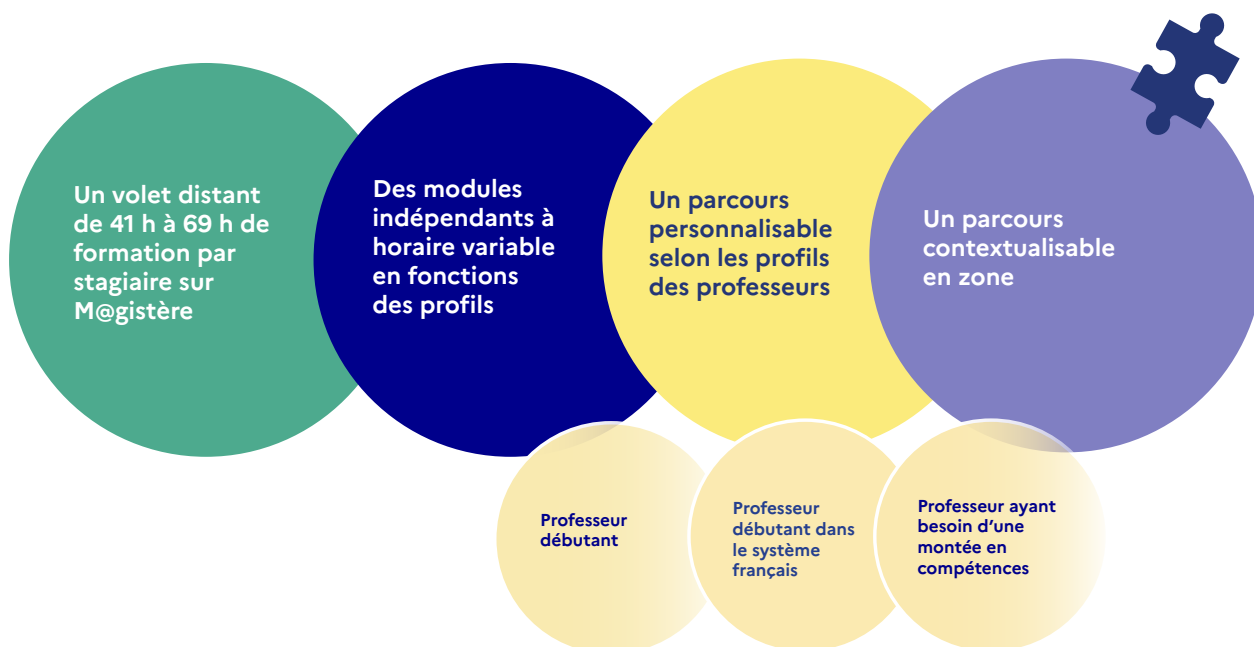 Un volet distant
de 41 h à 69 h de
formation par
stagiaire sur
M@gistère
Des modules
indépendants à
horaire variable
en fonctions
des profils
Un parcours
personnalisable
selon les profils
des professeurs
Un parcours
contextualisable
en zone
Professeur
débutant
Professeur
débutant dans
le système
français
Professeur ayant
besoin d’une
montée en
compétences